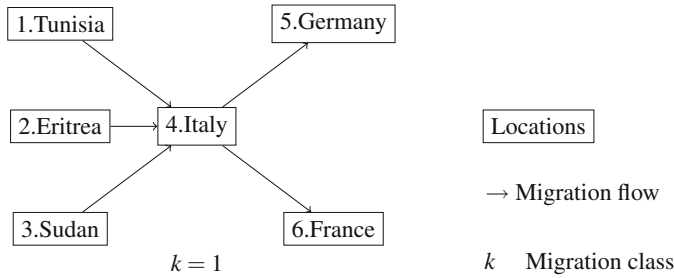 1.Tunisia
5.Germany
2.Eritrea
4.Italy
Locations
→ Migration flow
3.Sudan
6.France
k = 1
k Migration class